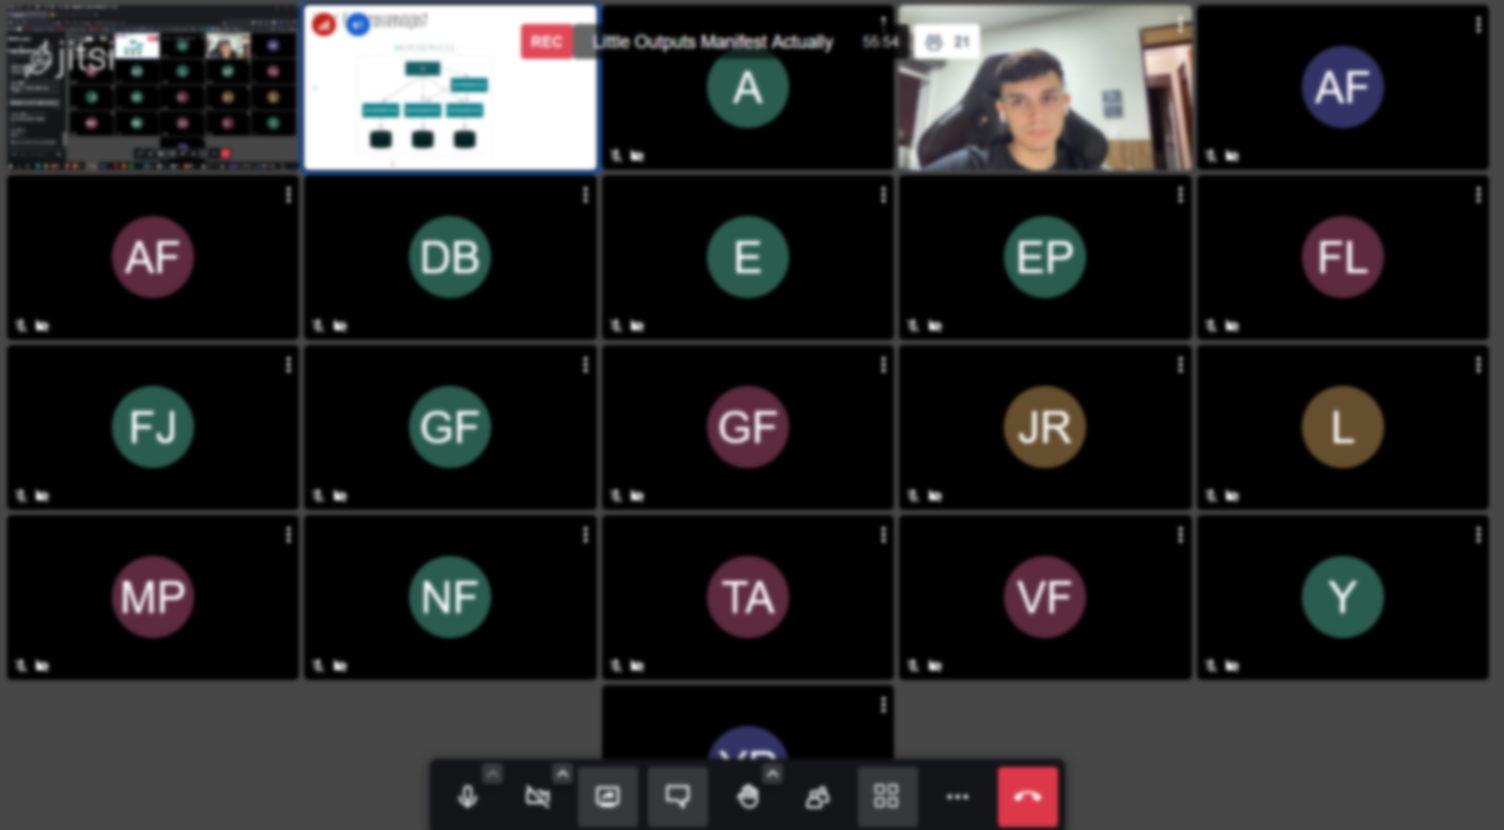 jitsi
REC
Little Outputs Manifest Actually
55:54
21
A
AF
AF
DB
E
EP
FL
FJ
GF
GF
JR
L
MP
NF
TA
VF
Y